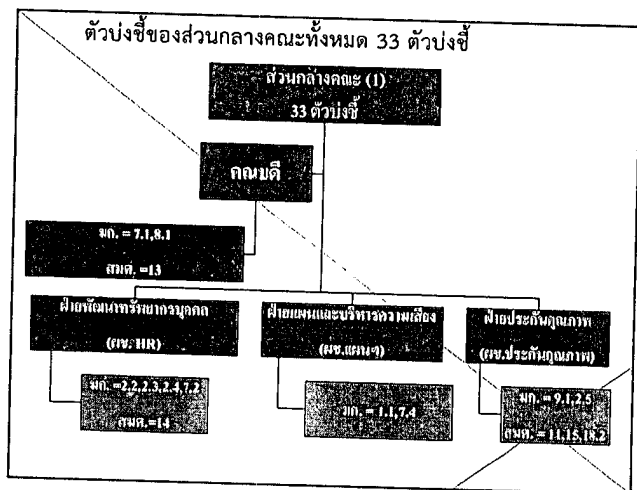 ตัวบ่งชี้ของส่วนกลางคณะทั้งหมด 33 ตัวบ่งชี้
ส่วนกลางคณะ (1)
33 ตัวบ่งชี้
คณบดี
มก. = 7.1,8.1
สมศ. =13
ฝ่ายพัฒนาทรัพยากรบุคคล
(ผช. HR)
มก. =2.2,2.3,2.4,7.2
สมศ.=14
ฝ่ายแผนและบริหารความเสี่ยง
(ผช.แผนฯ)
มก. = 1.1,7.4
ฝ่ายประกันคุณภาพ
(ผช.ประกันคุณภาพ)
มก. = 9.1,2.5
สมศ. = 11,15,18.2